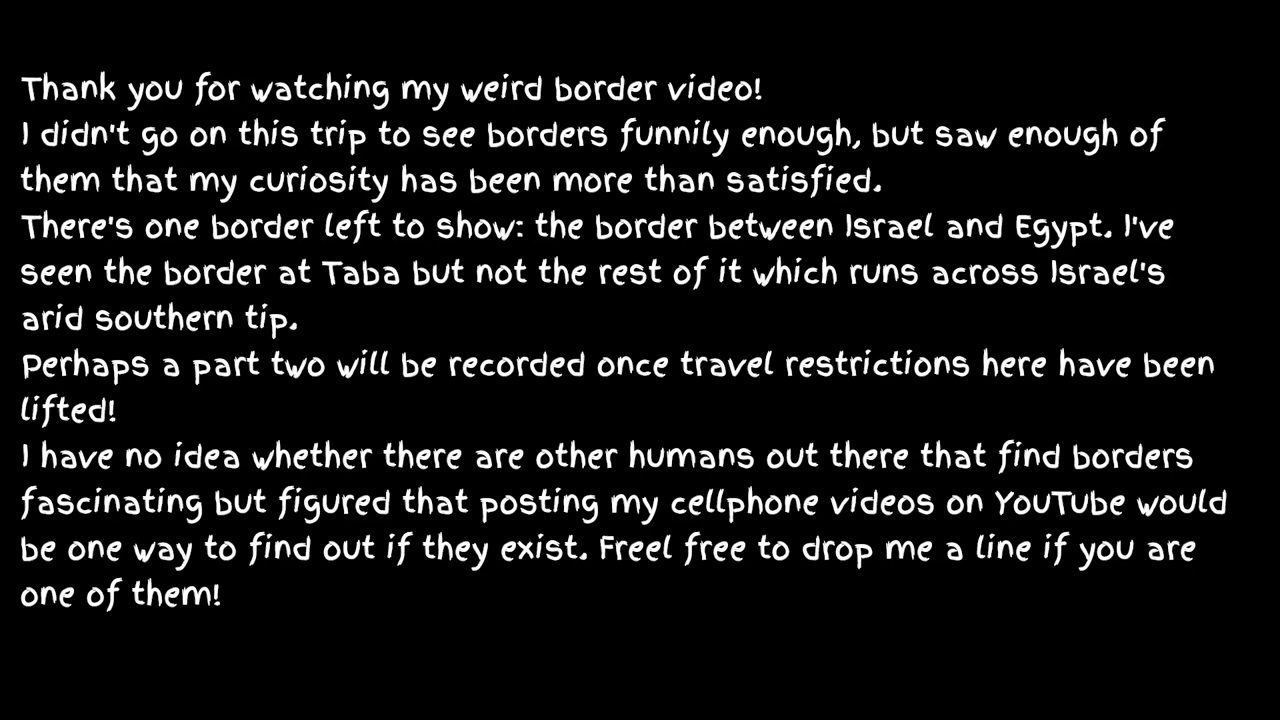 Thank you for watching my weird border video!
I didn't go on this trip to see borders funnily enough, but saw enough of
them that my curiosity has been more than satisfied.
There's one border left to show: the border between Israel and Egypt. I've
seen the border at Taba but not the rest of it which runs across Israel's
arid southern tip.
Perhaps a part two will be recorded once travel restrictions here have been
lifted!
I have no idea whether there are other humans out there that find borders
fascinating but figured that posting my cellphone videos on YouTube would
be one way to find out if they exist. Freel free to drop me a line if you are
one of them!